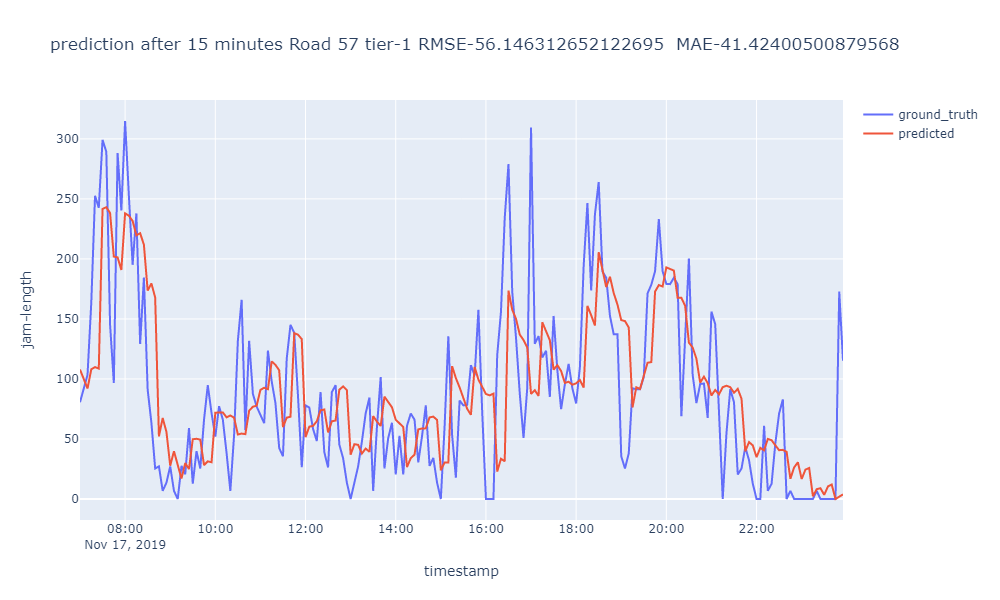 prediction after 15 minutes Road 57 tier-1 RMSE-56.146312652122695  MAE-41.42400500879568
ground_truth
predicted
300
250
200
150
100
50
0
jam-length
08:00 10:00 12:00 14:00 16:00 18:00 20:00 22:00
Nov 17, 2019
timestamp